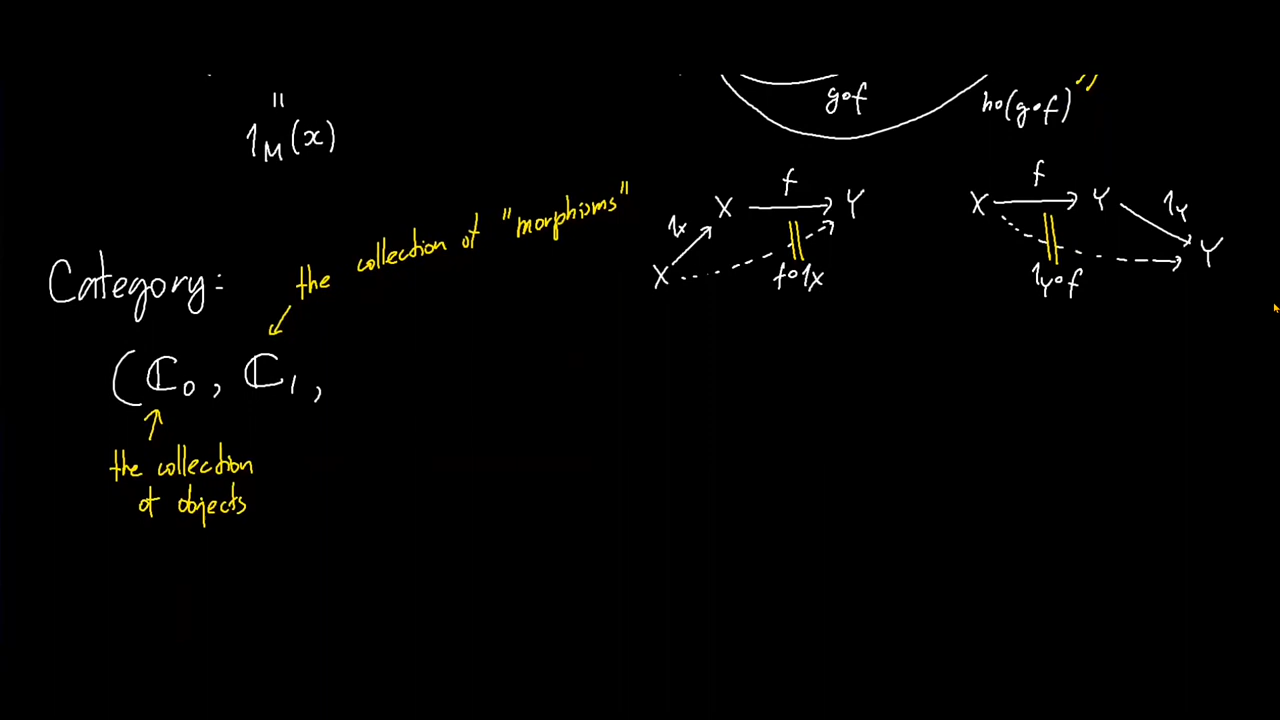 "
1_M(x)
g∘f
h∘(g∘f)
f
X → Y
1_X
X
f∘1_X
f
X → Y
1_Y
Y
1_Y∘f
the collection of "morphisms"
Category:
(ℂ₀, ℂ₁,
the collection
of objects